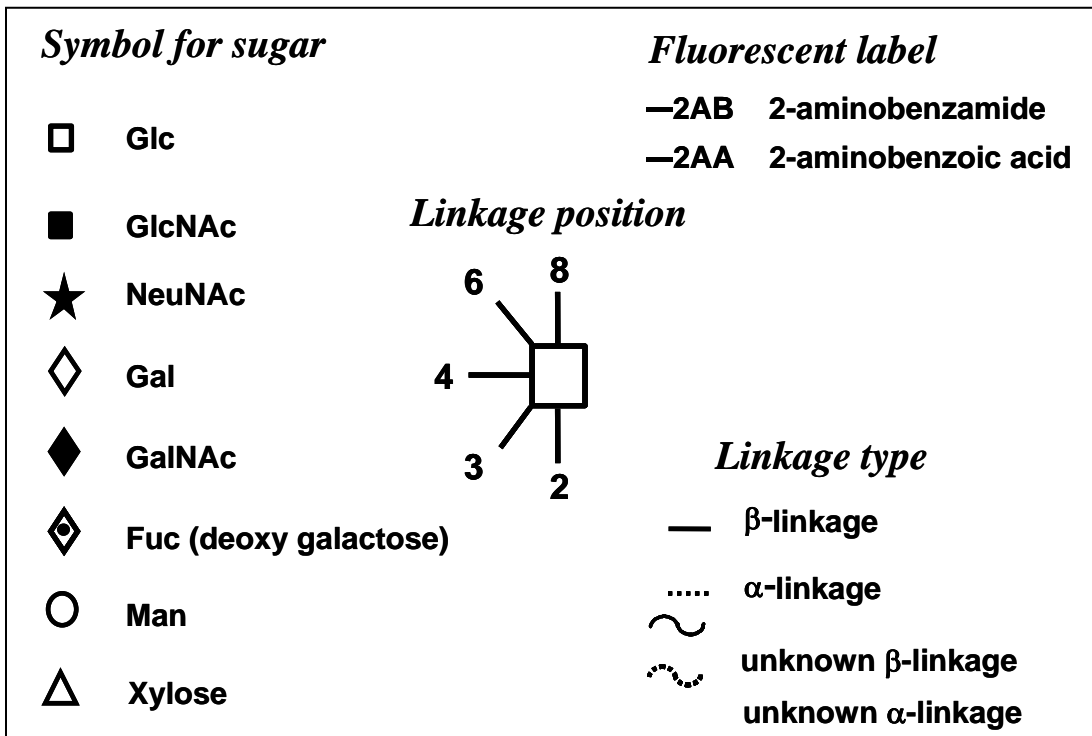 Symbol for sugar
Glc
GlcNAc
NeuNAc
Gal
GalNAc
Fuc (deoxy galactose)
Man
Xylose
Fluorescent label
—2AB 2-aminobenzamide
—2AA 2-aminobenzoic acid
Linkage position
6 8
4
3 2
Linkage type
β-linkage
α-linkage
unknown β-linkage
unknown α-linkage